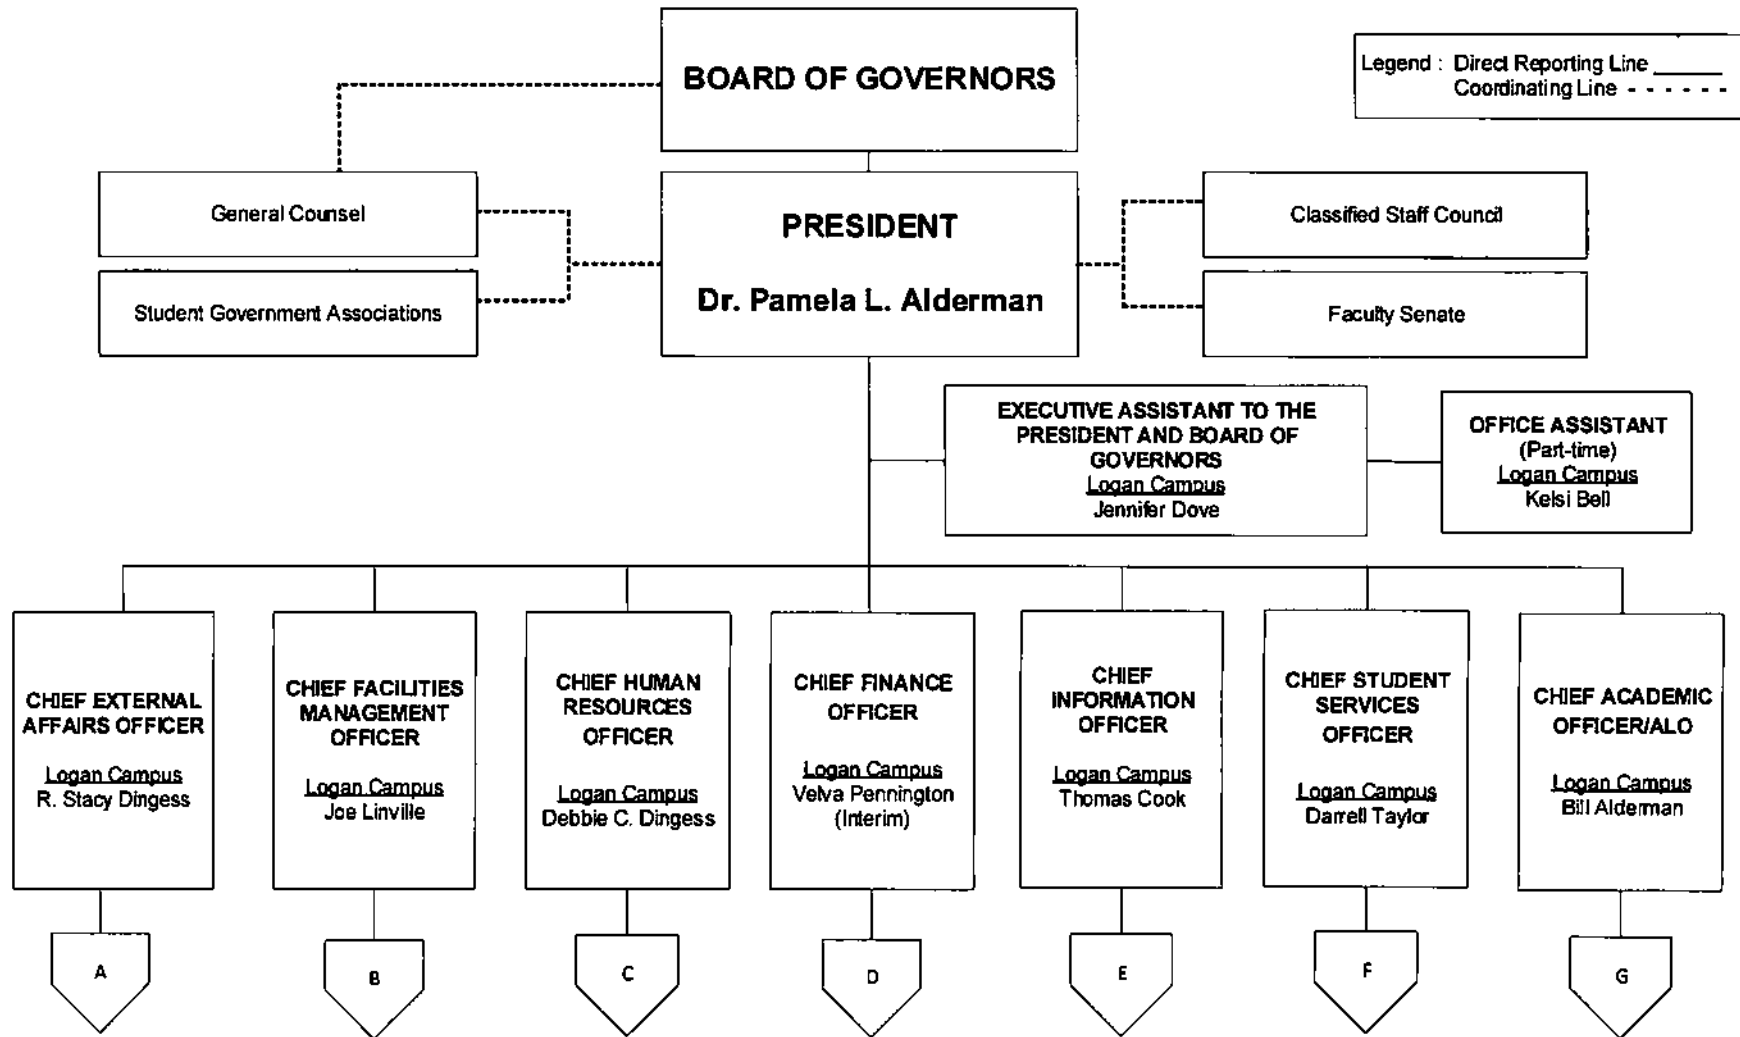 BOARD OF GOVERNORS
Legend : Direct Reporting Line
Coordinating Line
General Counsel
Student Government Associations
PRESIDENT
Dr. Pamela L. Alderman
Classified Staff Council
Faculty Senate
EXECUTIVE ASSISTANT TO THE
PRESIDENT AND BOARD OF
GOVERNORS
Logan Campus
Jennifer Dove
OFFICE ASSISTANT
(Part-time)
Logan Campus
Kelsi Bell
CHIEF EXTERNAL
AFFAIRS OFFICER
Logan Campus
R. Stacy Dingess
CHIEF FACILITIES
MANAGEMENT
OFFICER
Logan Campus
Joe Linville
CHIEF HUMAN
RESOURCES
OFFICER
Logan Campus
Debbie C. Dingess
CHIEF FINANCE
OFFICER
Logan Campus
Velva Pennington
(Interim)
CHIEF
INFORMATION
OFFICER
Logan Campus
Thomas Cook
CHIEF STUDENT
SERVICES
OFFICER
Logan Campus
Darrell Taylor
CHIEF ACADEMIC
OFFICER/ALO
Logan Campus
Bill Alderman
A
B
C
D
E
F
G